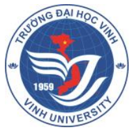 TRƯỜNG ĐẠI HỌC VINH
1959
VINH UNIVERSITY